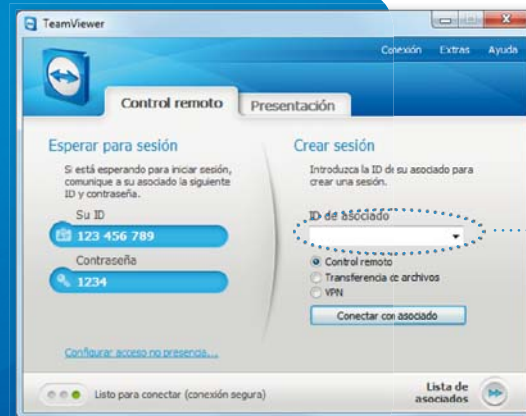 TeamViewer
Conexión Extras Ayuda
Control remoto
Presentación
Esperar para sesión
Si está esperando para iniciar sesión,
comunique a su asociado la siguiente
ID y contraseña.
Su ID
123 456 789
Contraseña
1234
Configurar acceso no presencia...
Crear sesión
Introduzca la ID de su asociado para
crear una sesión.
ID de asociado
Control remoto
Transferencia de archivos
VPN
Conectar con asociado
Listo para conectar (conexión segura)
Lista de
asociados